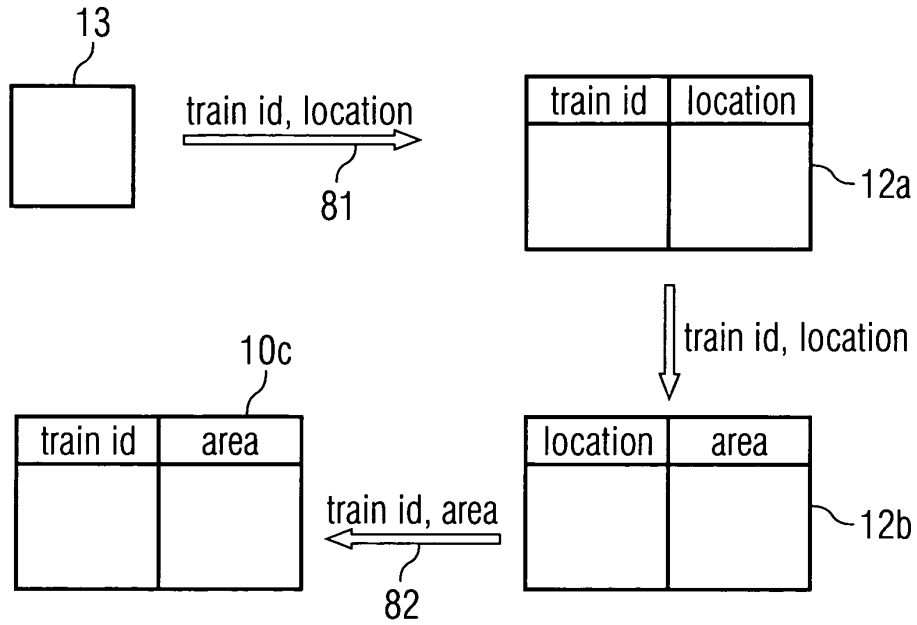 13
train id, location
81
train id location
12a
train id, location
10c
train id area
train id, area
82
location area
12b